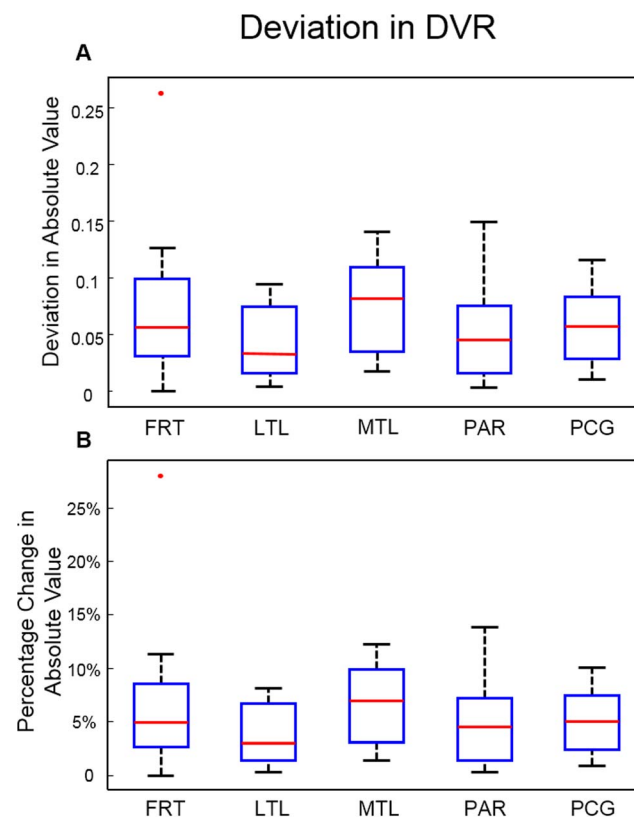 Deviation in DVR
A
Deviation in Absolute Value
0.25
0.2
0.15
0.1
0.05
0
FRT LTL MTL PAR PCG
B
Percentage Change in
Absolute Value
25%
20%
15%
10%
5%
0
FRT LTL MTL PAR PCG